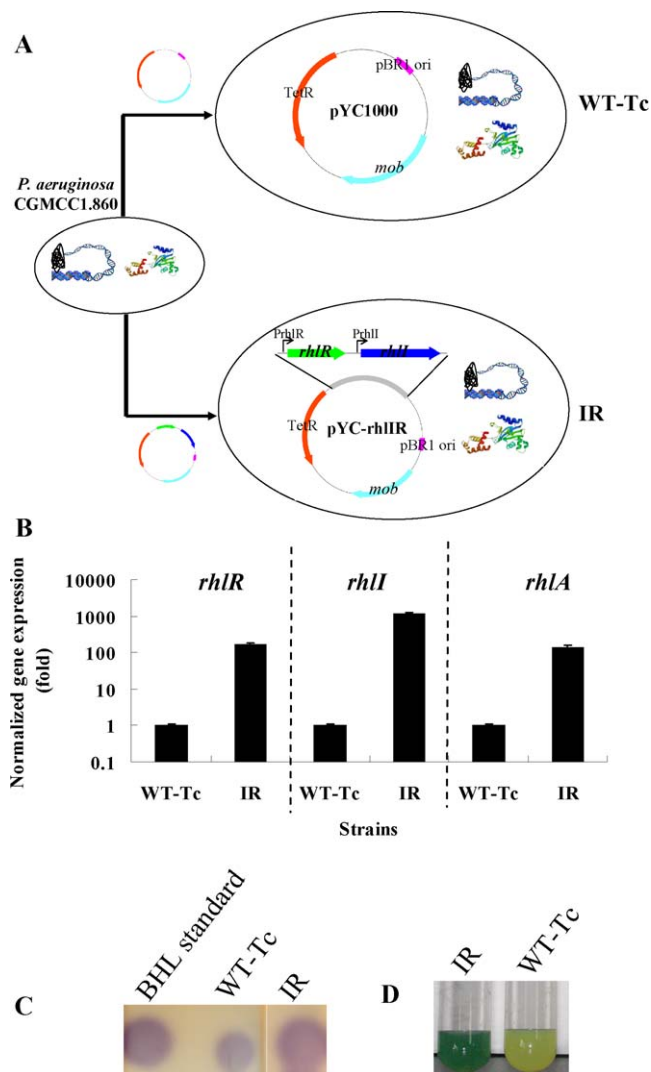 A
pBR1 ori
TetR
pYC1000
mob
WT-Tc
P. aeruginosa
CGMCC1.860
PrhlR
PrhlI
rhlR
rhlI
TetR
pYC-rhlIR
pBR1 ori
mob
IR
B
Normalized gene expression
(fold)
10000
1000
100
10
1
0.1
rhlR
rhlI
rhlA
WT-Tc IR WT-Tc IR WT-Tc IR
Strains
C
BHL standard
WT-Tc
IR
D
IR
WT-Tc